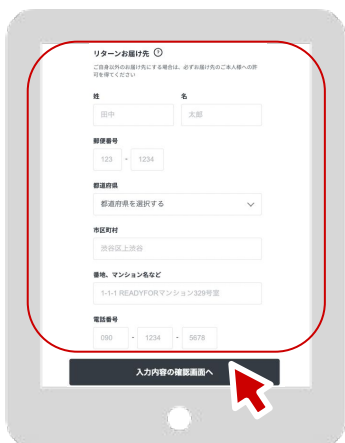 リターンお届け先 ?
ご自身以外のお届け先にする場合は、必ずお届け先のご本人様への許
可を得てください
姓 名
田中 太郎
郵便番号
123 - 1234
都道府県
都道府県を選択する
市区町村
渋谷区上渋谷
番地、マンション名など
1-1-1 READYFORマンション329号室
電話番号
090 - 1234 - 5678
入力内容の確認画面へ